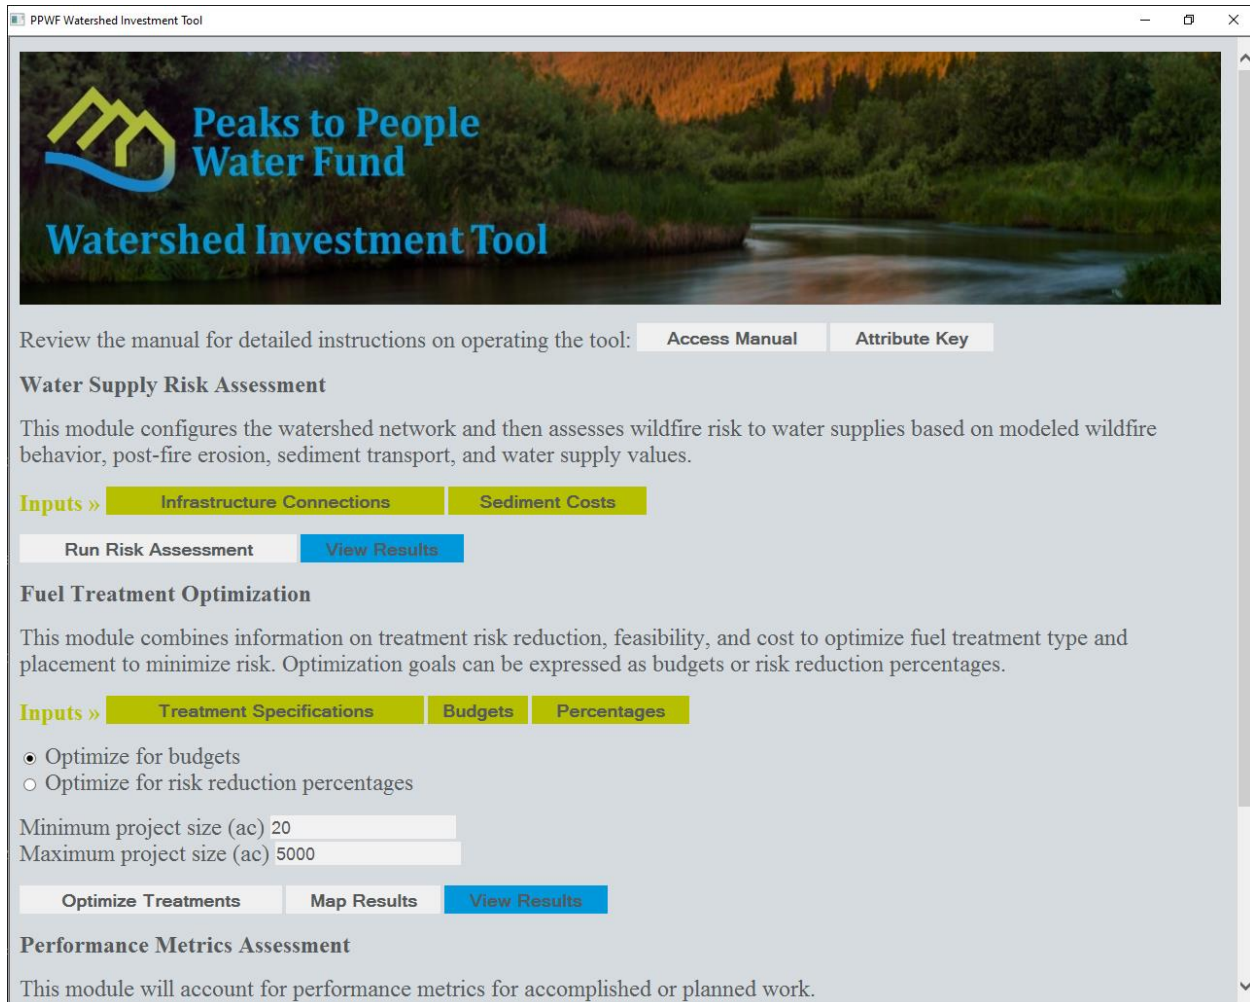 PPWF Watershed Investment Tool
Peaks to People
Water Fund
Watershed Investment Tool
Review the manual for detailed instructions on operating the tool: Access Manual Attribute Key
Water Supply Risk Assessment
This module configures the watershed network and then assesses wildfire risk to water supplies based on modeled wildfire
behavior, post-fire erosion, sediment transport, and water supply values.
Inputs » Infrastructure Connections Sediment Costs
Run Risk Assessment View Results
Fuel Treatment Optimization
This module combines information on treatment risk reduction, feasibility, and cost to optimize fuel treatment type and
placement to minimize risk. Optimization goals can be expressed as budgets or risk reduction percentages.
Inputs » Treatment Specifications Budgets Percentages
Optimize for budgets
Optimize for risk reduction percentages
Minimum project size (ac) 20
Maximum project size (ac) 5000
Optimize Treatments Map Results View Results
Performance Metrics Assessment
This module will account for performance metrics for accomplished or planned work.